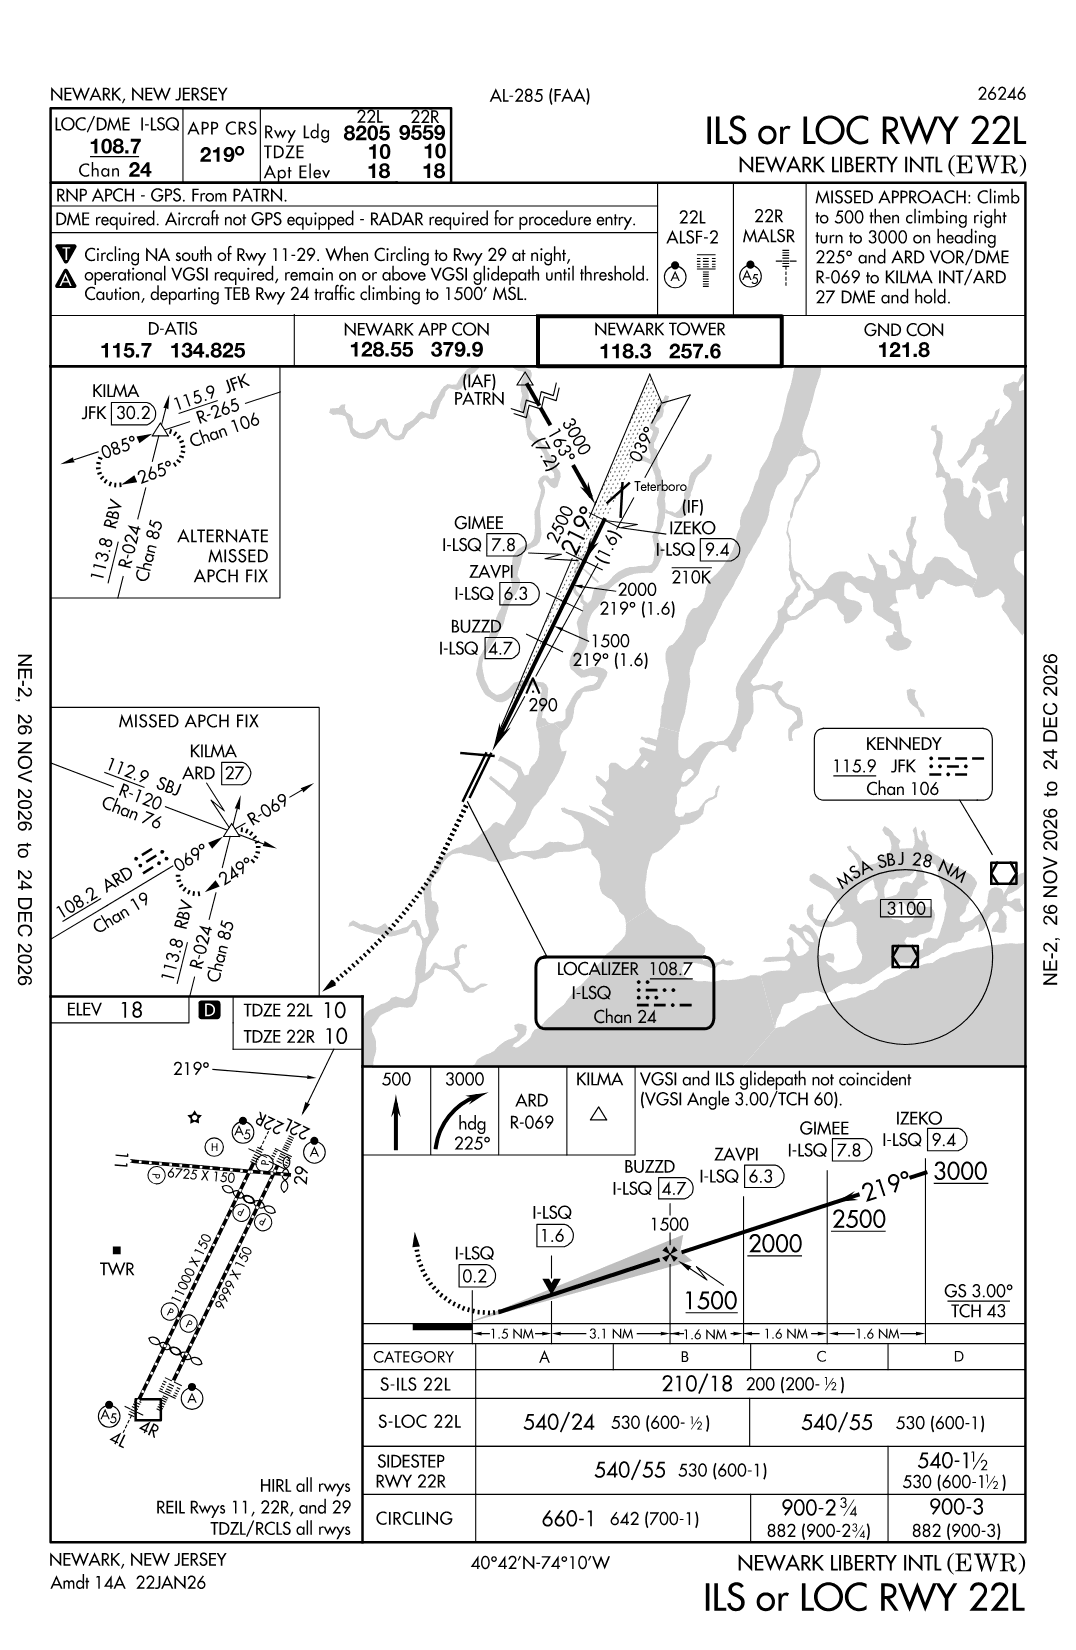 NEWARK, NEW JERSEY
AL-285 (FAA)
26246
ILS or LOC RWY 22L
NEWARK LIBERTY INTL (EWR)
LOC/DME I-LSQ
108.7
Chan 24
APP CRS
219°
22L 22R
Rwy Ldg 8205 9559
TDZE 10 10
Apt Elev 18 18
RNP APCH - GPS. From PATRN.
DME required. Aircraft not GPS equipped - RADAR required for procedure entry.
T
A
Circling NA south of Rwy 11-29. When Circling to Rwy 29 at night,
operational VGSI required, remain on or above VGSI glidepath until threshold.
Caution, departing TEB Rwy 24 traffic climbing to 1500' MSL.
22L
ALSF-2
A
22R
MALSR
A5
MISSED APPROACH: Climb
to 500 then climbing right
turn to 3000 on heading
225° and ARD VOR/DME
R-069 to KILMA INT/ARD
27 DME and hold.
D-ATIS
115.7 134.825
NEWARK APP CON
128.55 379.9
NEWARK TOWER
118.3 257.6
GND CON
121.8
KILMA
JFK 30.2
115.9 JFK
R-265
Chan 106
085°
265°
113.8 RBV
R-024
Chan 85
ALTERNATE
MISSED
APCH FIX
(IAF)
PATRN
3000
163°
(7.2)
039°
Teterboro
(IF)
IZEKO
I-LSQ 9.4
210K
2500
219°
(1.6)
GIMEE
I-LSQ 7.8
ZAVPI
I-LSQ 6.3
2000
219° (1.6)
BUZZD
I-LSQ 4.7
1500
219° (1.6)
290
MISSED APCH FIX
KILMA
ARD 27
112.9 SBJ
R-120
Chan 76
R-069
069°
249°
108.2 ARD
Chan 19
113.8 RBV
R-024
Chan 85
KENNEDY
115.9 JFK
Chan 106
MSA SBJ 28 NM
3100
LOCALIZER 108.7
I-LSQ
Chan 24
NE-2, 26 NOV 2026 to 24 DEC 2026
NE-2, 26 NOV 2026 to 24 DEC 2026
ELEV 18
D
TDZE 22L 10
TDZE 22R 10
219°
A5
22R
22L
A
H
11
P
6725 X 150
P
29
P
P
11000 X 150
9999 X 150
TWR
P
P
A
A5
4L
4R
HIRL all rwys
REIL Rwys 11, 22R, and 29
TDZL/RCLS all rwys
500
3000
hdg
225°
ARD
R-069
KILMA
VGSI and ILS glidepath not coincident
(VGSI Angle 3.00/TCH 60).
IZEKO
I-LSQ 9.4
GIMEE
I-LSQ 7.8
ZAVPI
I-LSQ 6.3
BUZZD
I-LSQ 4.7
I-LSQ
1.6
I-LSQ
0.2
1500
219°
3000
2500
2000
1500
GS 3.00°
TCH 43
1.5 NM
3.1 NM
1.6 NM
1.6 NM
1.6 NM
CATEGORY A B C D
S-ILS 22L 210/18 200 (200-½)
S-LOC 22L 540/24 530 (600-½) 540/55 530 (600-1)
SIDESTEP
RWY 22R
540/55 530 (600-1)
540-1½
530 (600-1½)
CIRCLING 660-1 642 (700-1)
900-2¾
882 (900-2¾)
900-3
882 (900-3)
NEWARK, NEW JERSEY
Amdt 14A 22JAN26
40°42'N-74°10'W
NEWARK LIBERTY INTL (EWR)
ILS or LOC RWY 22L